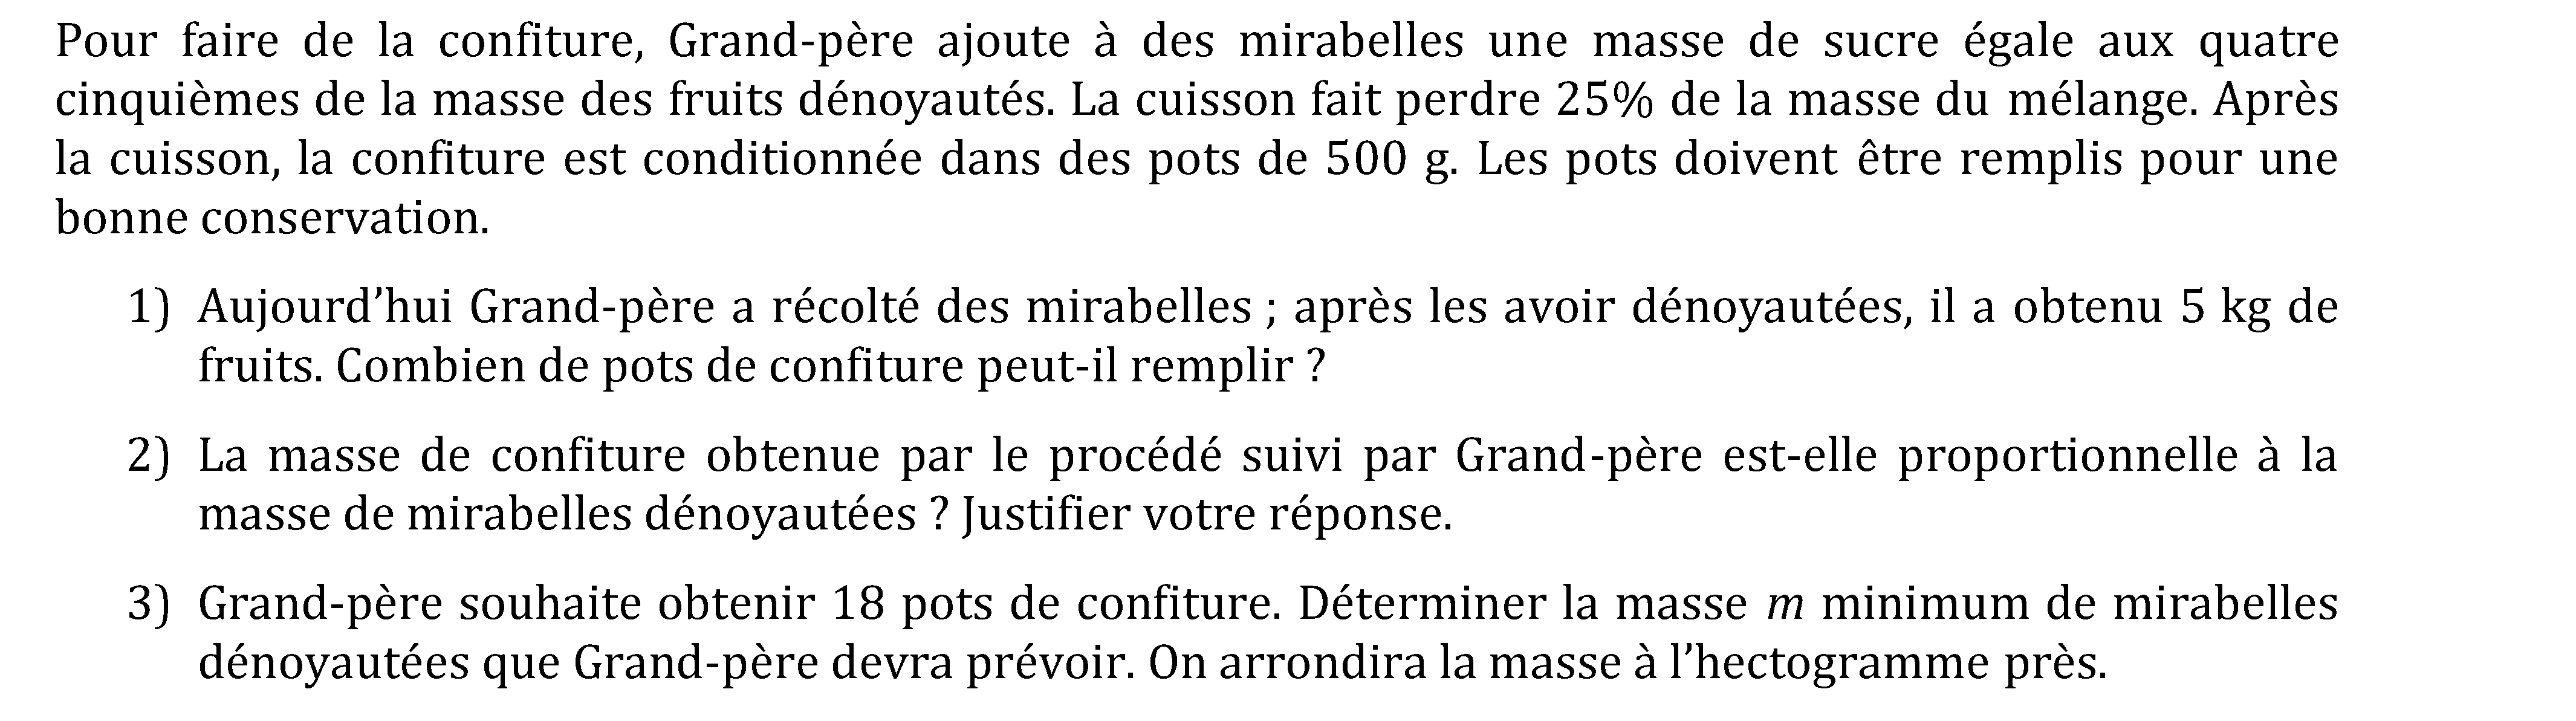 Pour faire de la confiture, Grand-père ajoute à des mirabelles une masse de sucre égale aux quatre
cinquièmes de la masse des fruits dénoyautés. La cuisson fait perdre 25% de la masse du mélange. Après
la cuisson, la confiture est conditionnée dans des pots de 500 g. Les pots doivent être remplis pour une
bonne conservation.
1) Aujourd’hui Grand-père a récolté des mirabelles ; après les avoir dénoyautées, il a obtenu 5 kg de
fruits. Combien de pots de confiture peut-il remplir ?
2) La masse de confiture obtenue par le procédé suivi par Grand-père est-elle proportionnelle à la
masse de mirabelles dénoyautées ? Justifier votre réponse.
3) Grand-père souhaite obtenir 18 pots de confiture. Déterminer la masse m minimum de mirabelles
dénoyautées que Grand-père devra prévoir. On arrondira la masse à l’hectogramme près.